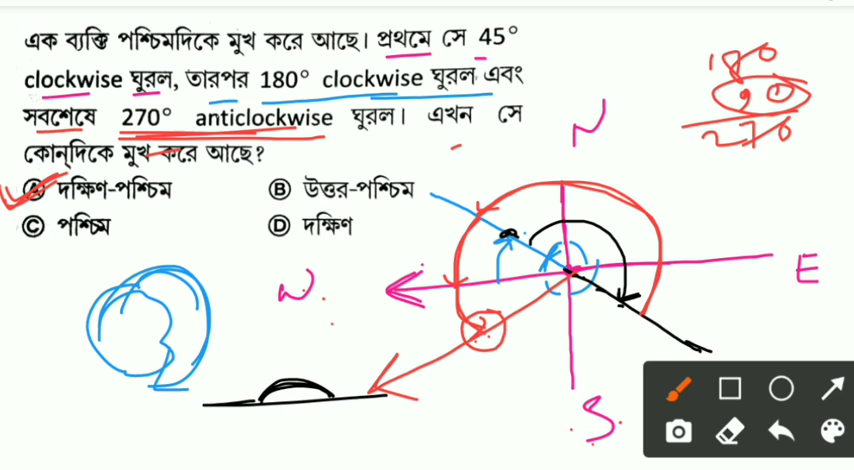 এক ব্যক্তি পশ্চিমদিকে মুখ করে আছে। প্রথমে সে 45°
clockwise ঘুরল, তারপর 180° clockwise ঘুরল এবং
সবশেষে 270° anticlockwise ঘুরল। এখন সে
কোন্‌দিকে মুখ করে আছে?
Ⓐ দক্ষিণ-পশ্চিম Ⓑ উত্তর-পশ্চিম
Ⓒ পশ্চিম Ⓓ দক্ষিণ
180
90
270
N
E
W.
S.